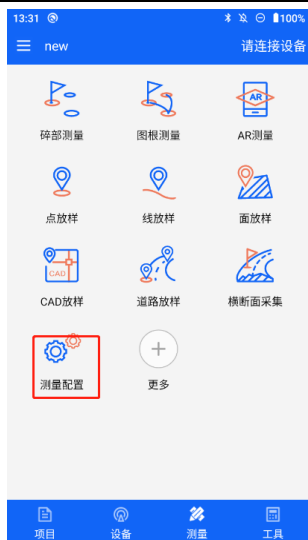 13:31 100%
new 请连接设备
碎部测量 图根测量 AR测量
点放样 线放样 面放样
CAD放样 道路放样 横断面采集
测量配置 更多
项目 设备 测量 工具